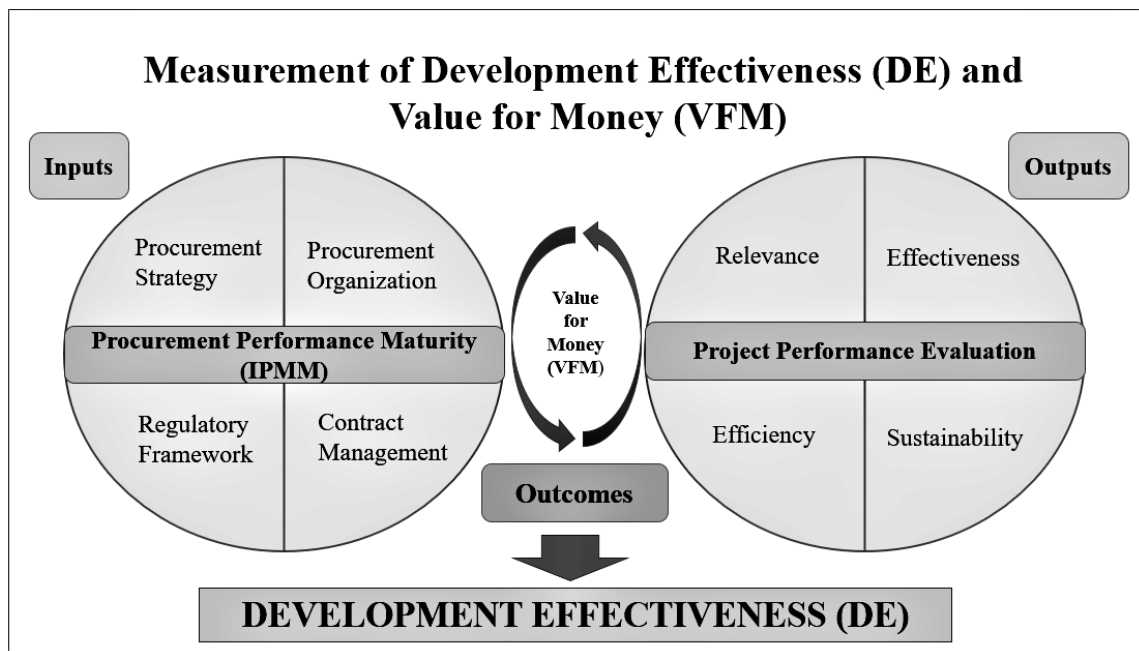 Measurement of Development Effectiveness (DE) and
Value for Money (VFM)
Inputs
Outputs
Procurement
Strategy
Procurement
Organization
Procurement Performance Maturity
(IPMM)
Regulatory
Framework
Contract
Management
Value
for
Money
(VFM)
Relevance
Effectiveness
Project Performance Evaluation
Efficiency
Sustainability
Outcomes
DEVELOPMENT EFFECTIVENESS (DE)